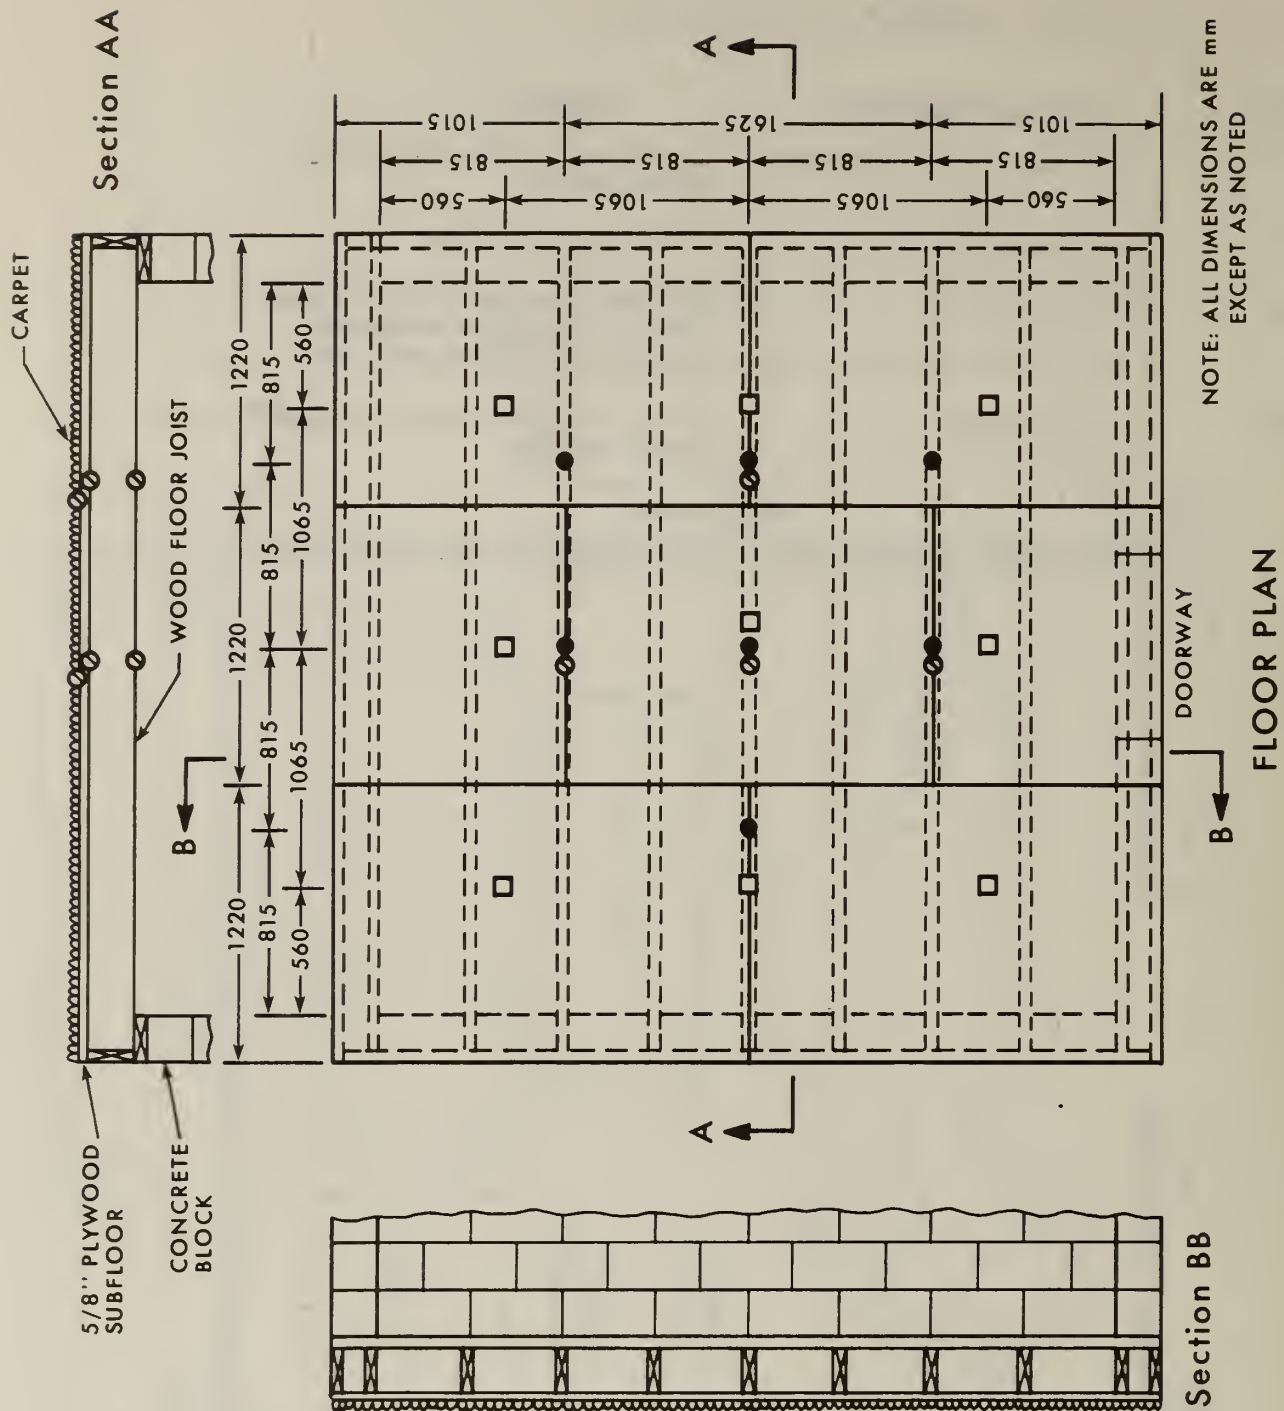 Section AA
CARPET
WOOD FLOOR JOIST
5/8'' PLYWOOD
SUBFLOOR
CONCRETE
BLOCK
1220
1220
1220
815
815
815
815
560
1065
1065
560
B
B
A
A
1015
1625
1015
815
815
815
815
560
1065
1065
560
DOORWAY
FLOOR PLAN
NOTE: ALL DIMENSIONS ARE mm
EXCEPT AS NOTED
Section BB